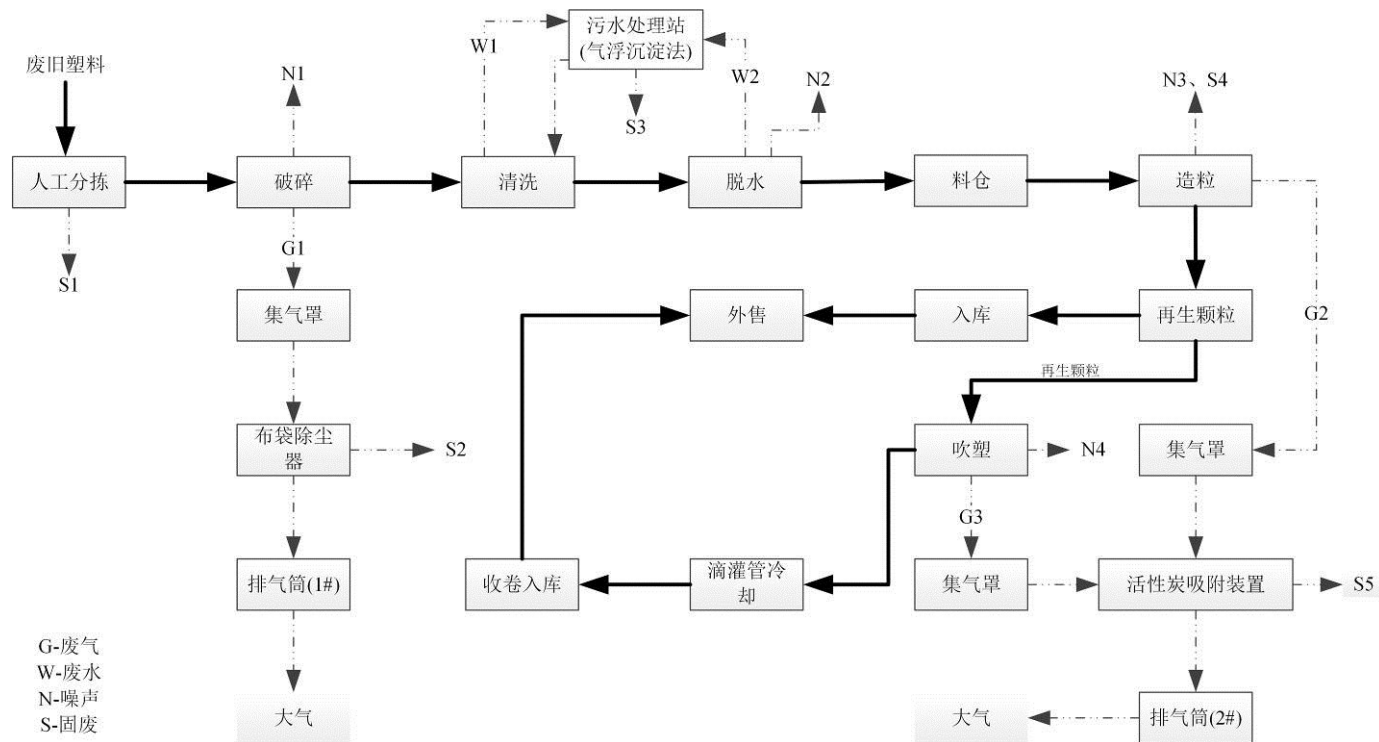 污水处理站
(气浮沉淀法)
W1
W2
废旧塑料
N1
N2
N3、S4
S3
人工分拣
破碎
清洗
脱水
料仓
造粒
G1
S1
集气罩
外售
入库
再生颗粒
G2
再生颗粒
布袋除尘
器
S2
吹塑
N4
集气罩
G3
排气筒(1#)
收卷入库
滴灌管冷
却
集气罩
活性炭吸附装置
S5
G-废气
W-废水
N-噪声
S-固废
大气
大气
排气筒(2#)